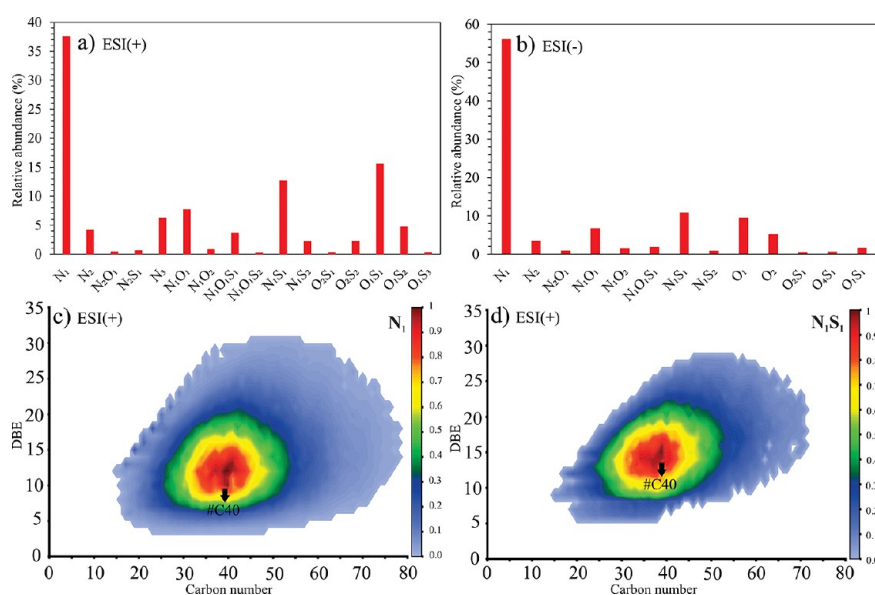 a) ESI(+)
Relative abundance (%)
40
35
30
25
20
15
10
5
0
N₁
N₂
N₂O₁
N₂S₁
N₃
N₁O₁
N₁O₂
N₁O₁S₁
N₁O₁S₂
N₁S₁
N₁S₂
O₂S₁
O₂S₂
O₁S₁
O₁S₂
O₁S₃
b) ESI(-)
Relative abundance (%)
60
50
40
30
20
10
0
N₁
N₂
N₂O₁
N₁O₁
N₁O₂
N₁O₁S₁
N₁S₁
N₁S₂
O₁
O₂
O₂S₁
O₁S₁
c) ESI(+)
N₁
DBE
35
30
25
20
15
10
5
0
#C40
0 10 20 30 40 50 60 70 80
Carbon number
1
0.9
0.8
0.7
0.6
0.5
0.4
0.3
0.2
0.1
0.0
d) ESI(+)
N₁S₁
DBE
35
30
25
20
15
10
5
0
#C40
0 10 20 30 40 50 60 70 80
Carbon number
1